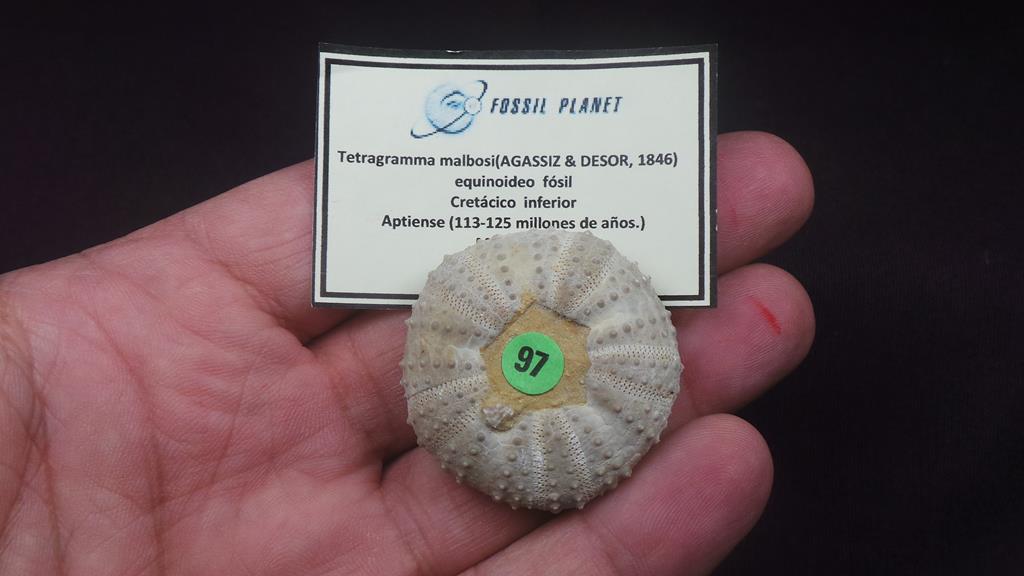 FOSSIL PLANET
Tetragramma malbosi(AGASSIZ & DESOR, 1846)
equinoideo fósil
Cretácico inferior
Aptiense (113-125 millones de años.)
97